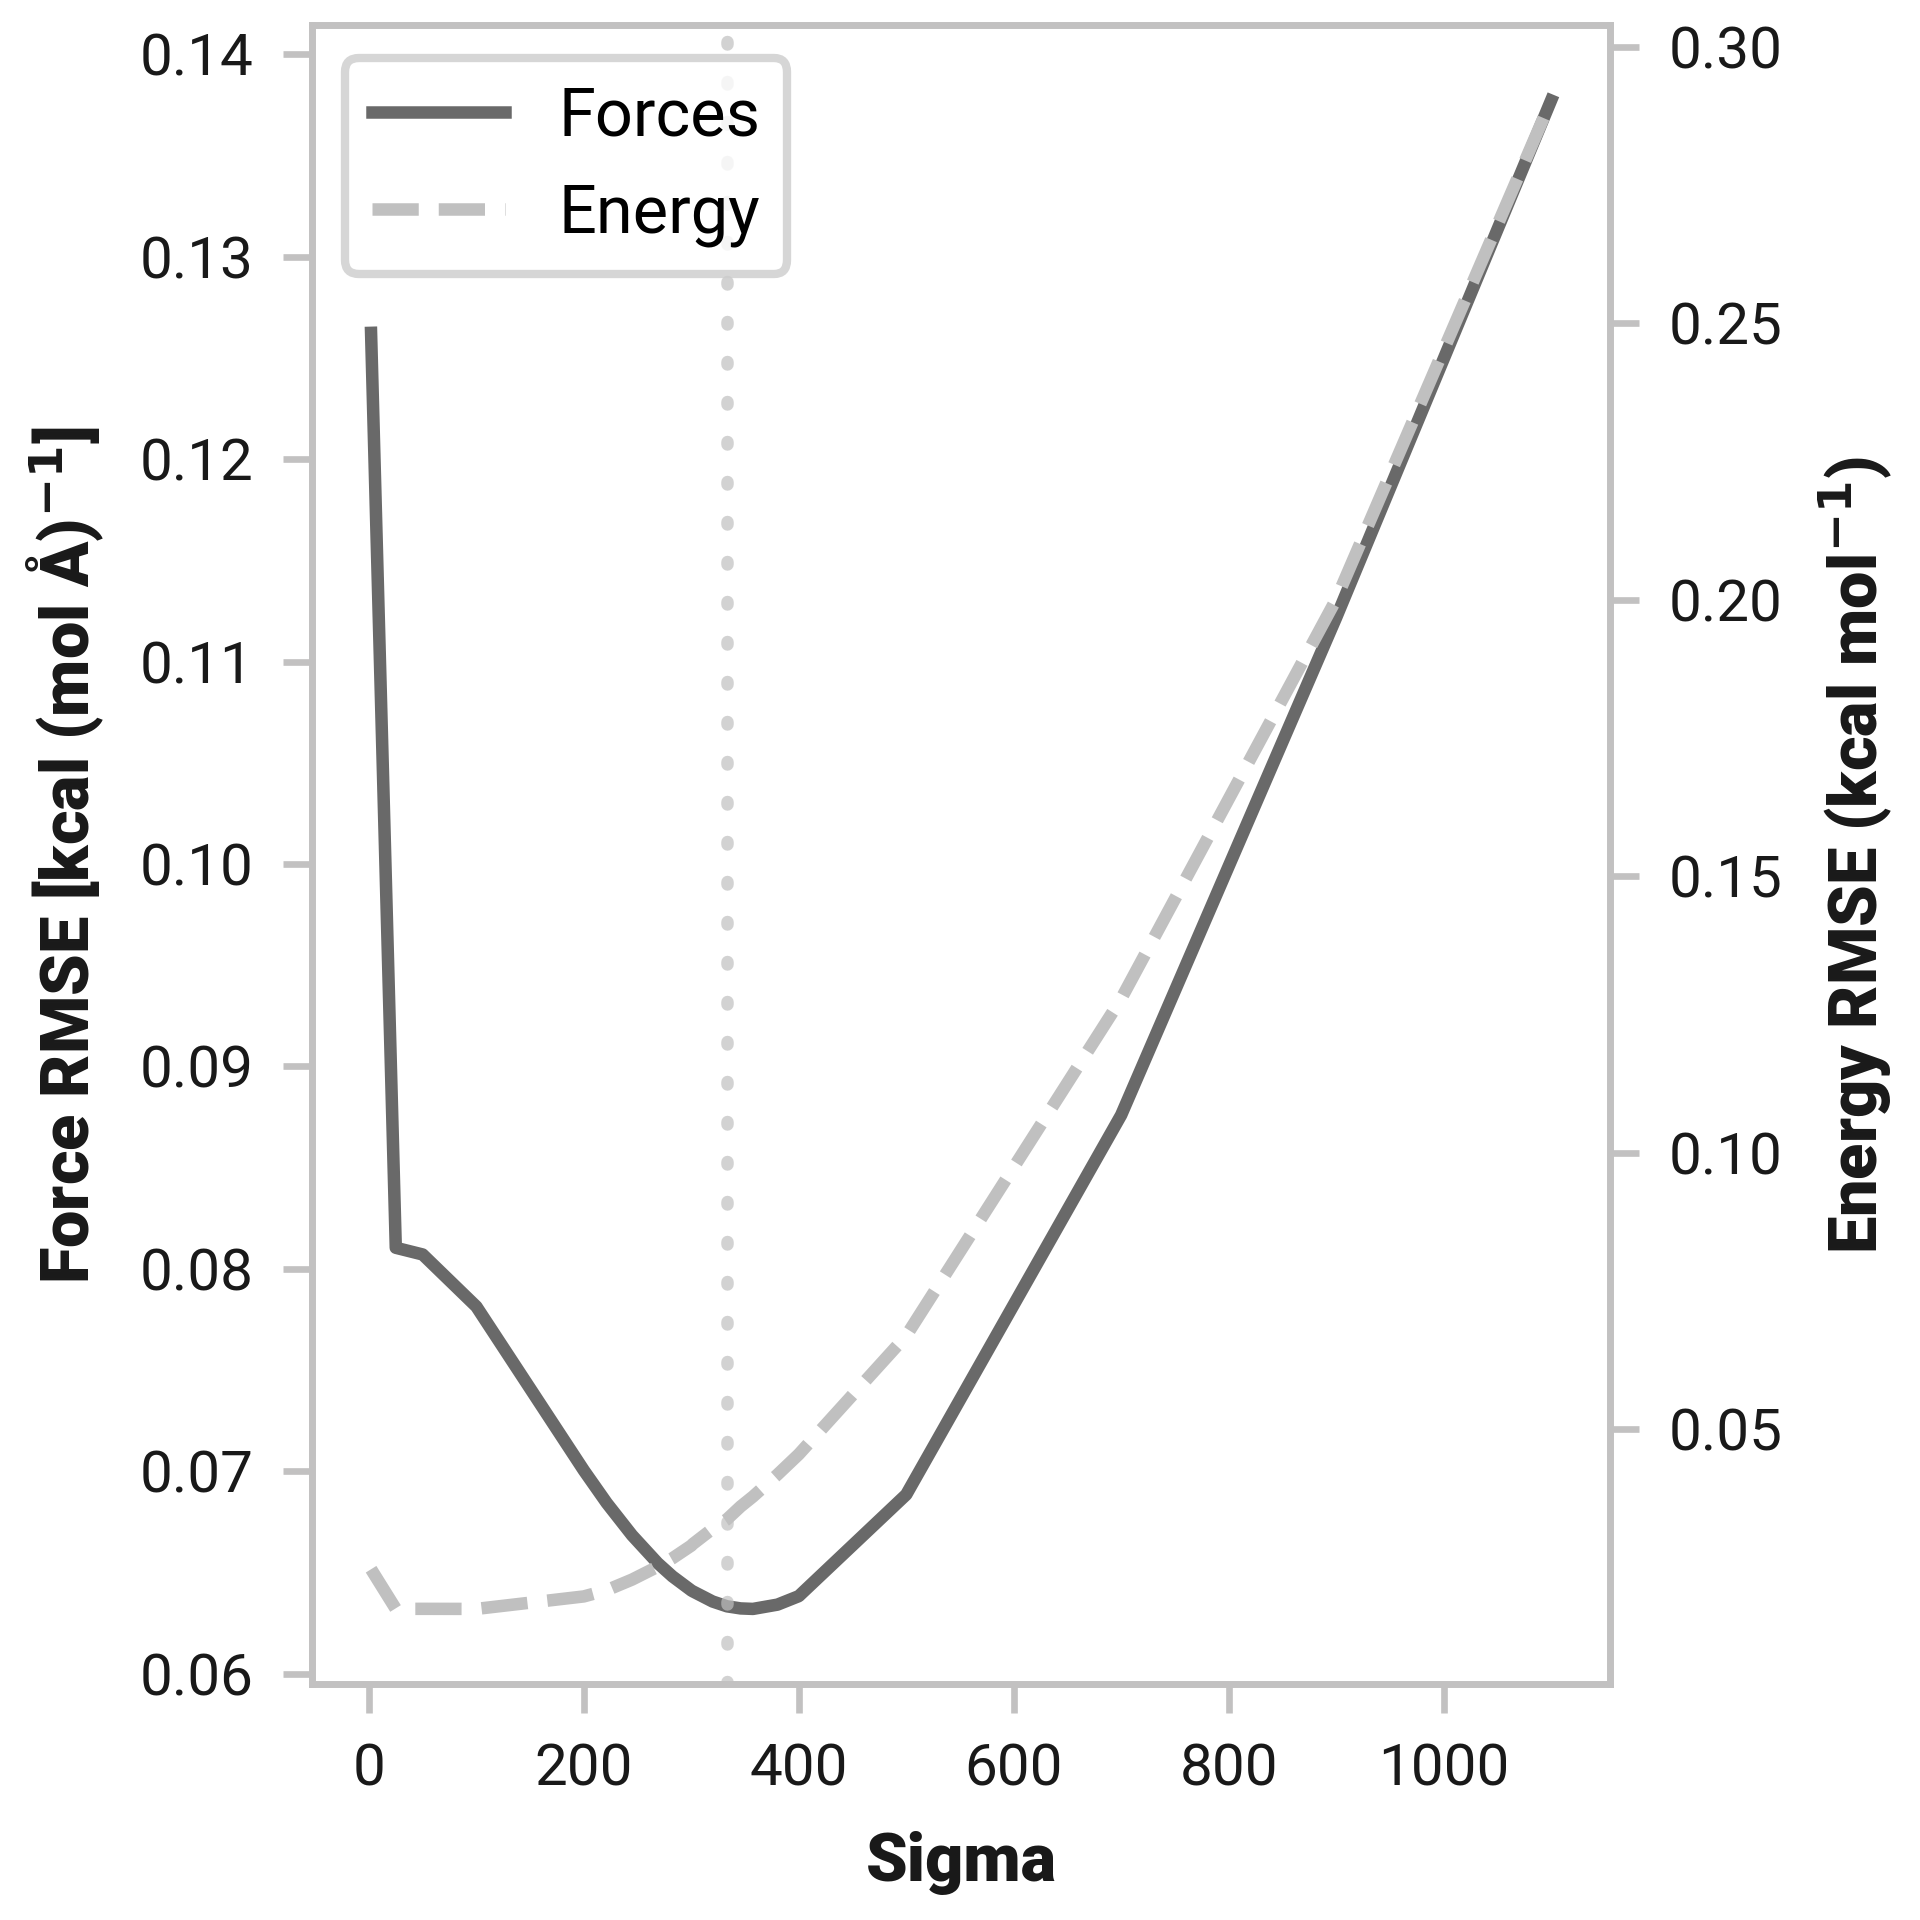 Forces
Energy
0.14
0.13
0.12
0.11
0.10
0.09
0.08
0.07
0.06
Force RMSE [kcal (mol Å)⁻¹]
0.30
0.25
0.20
0.15
0.10
0.05
Energy RMSE (kcal mol⁻¹)
0 200 400 600 800 1000
Sigma